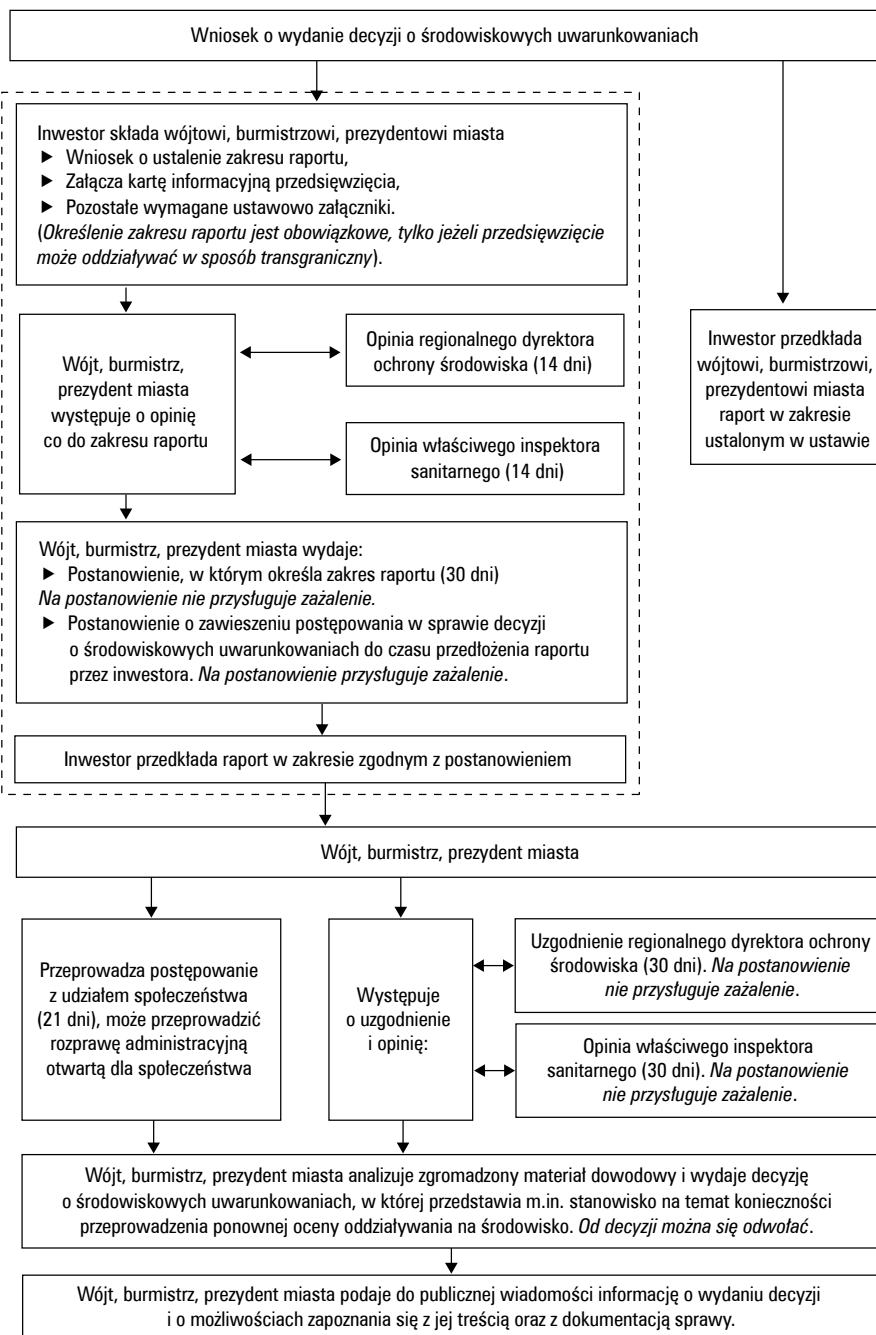 Wniosek o wydanie decyzji o środowiskowych uwarunkowaniach
Inwestor składa wójtowi, burmistrzowi, prezydentowi miasta
▶ Wniosek o ustalenie zakresu raportu,
▶ Załącza kartę informacyjną przedsięwzięcia,
▶ Pozostałe wymagane ustawowo załączniki.
(Określenie zakresu raportu jest obowiązkowe, tylko jeżeli przedsięwzięcie
może oddziaływać w sposób transgraniczny).
Wójt, burmistrz,
prezydent miasta
występuje o opinię
co do zakresu raportu
Opinia regionalnego dyrektora
ochrony środowiska (14 dni)
Opinia właściwego inspektora
sanitarnego (14 dni)
Inwestor przedkłada
wójtowi, burmistrzowi,
prezydentowi miasta
raport w zakresie
ustalonym w ustawie
Wójt, burmistrz, prezydent miasta wydaje:
▶ Postanowienie, w którym określa zakres raportu (30 dni)
Na postanowienie nie przysługuje zażalenie.
▶ Postanowienie o zawieszeniu postępowania w sprawie decyzji
o środowiskowych uwarunkowaniach do czasu przedłożenia raportu
przez inwestora. Na postanowienie przysługuje zażalenie.
Inwestor przedkłada raport w zakresie zgodnym z postanowieniem
Wójt, burmistrz, prezydent miasta
Przeprowadza postępowanie
z udziałem społeczeństwa
(21 dni), może przeprowadzić
rozprawę administracyjną
otwartą dla społeczeństwa
Występuje
o uzgodnienie
i opinię:
Uzgodnienie regionalnego dyrektora ochrony
środowiska (30 dni). Na postanowienie
nie przysługuje zażalenie.
Opinia właściwego inspektora
sanitarnego (30 dni). Na postanowienie
nie przysługuje zażalenie.
Wójt, burmistrz, prezydent miasta analizuje zgromadzony materiał dowodowy i wydaje decyzję
o środowiskowych uwarunkowaniach, w której przedstawia m.in. stanowisko na temat konieczności
przeprowadzenia ponownej oceny oddziaływania na środowisko. Od decyzji można się odwołać.
Wójt, burmistrz, prezydent miasta podaje do publicznej wiadomości informację o wydaniu decyzji
i o możliwościach zapoznania się z jej treścią oraz z dokumentacją sprawy.